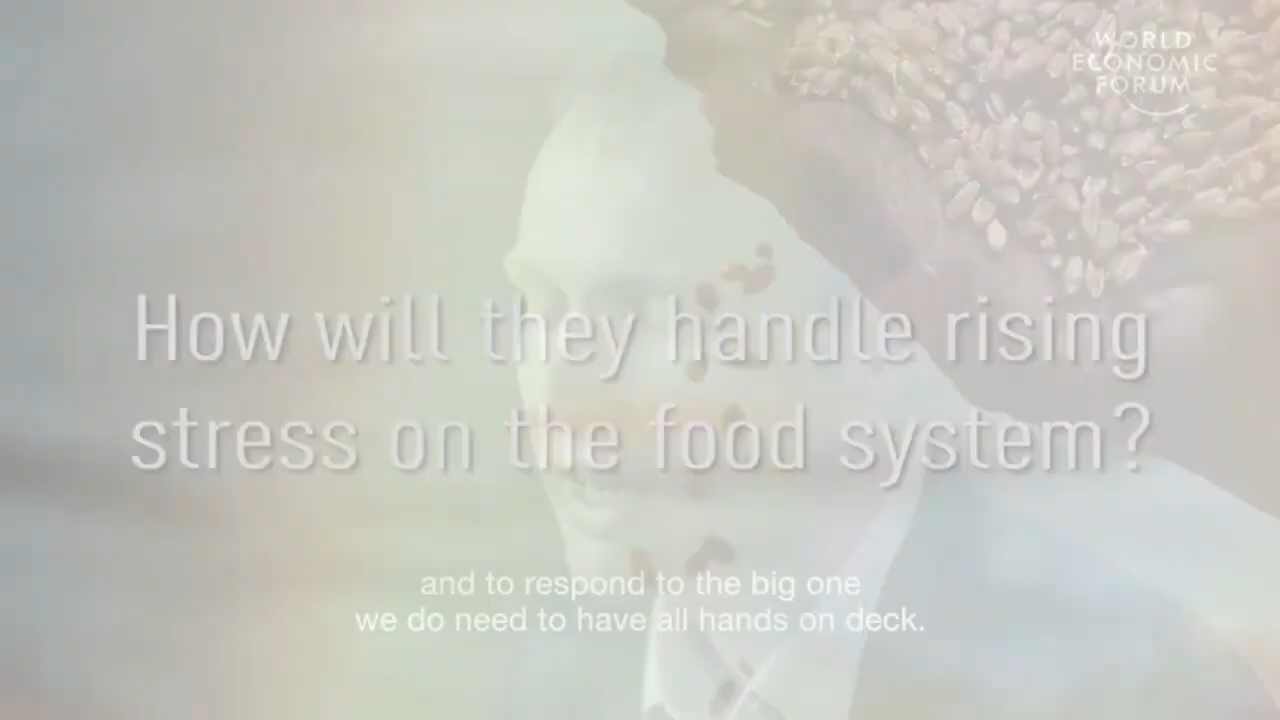 WORLD
ECONOMIC
FORUM
How will they handle rising
stress on the food system?
and to respond to the big one
we do need to have all hands on deck.